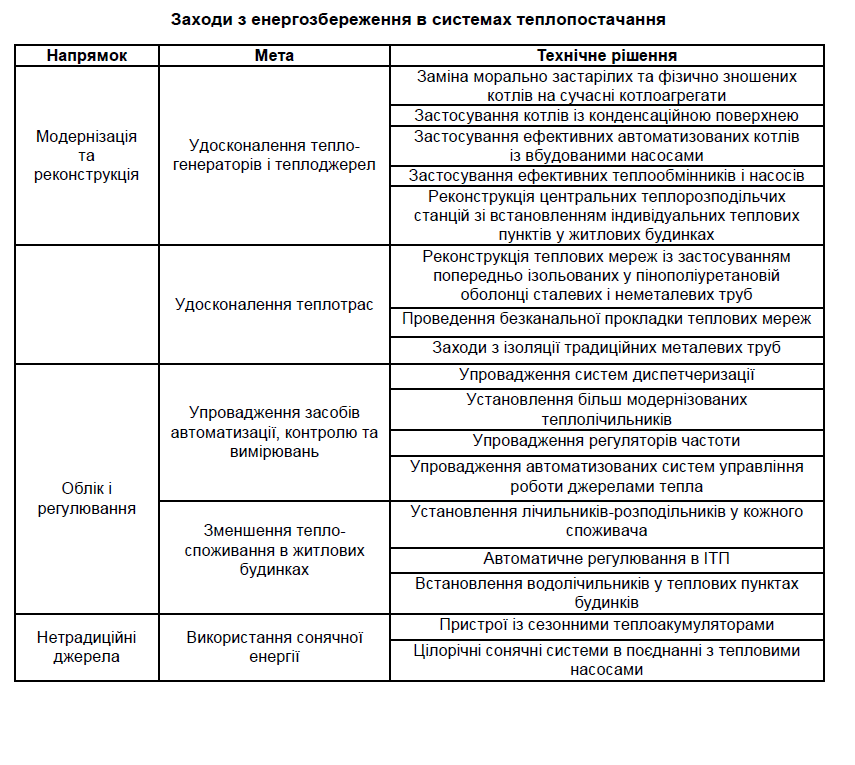 Заходи з енергозбереження в системах теплопостачання
Напрямок
Мета
Технічне рішення
Модернізація
та
реконструкція
Удосконалення тепло-
генераторів і теплоджерел
Заміна морально застарілих та фізично зношених
котлів на сучасні котлоагрегати
Застосування котлів із конденсаційною поверхнею
Застосування ефективних автоматизованих котлів
із вбудованими насосами
Застосування ефективних теплообмінників і насосів
Реконструкція центральних теплорозподільчих
станцій зі встановленням індивідуальних теплових
пунктів у житлових будинках
Удосконалення теплотрас
Реконструкція теплових мереж із застосуванням
попередньо ізольованих у пінополіуретановій
оболонці сталевих і неметалевих труб
Проведення безканальної прокладки теплових мереж
Заходи з ізоляції традиційних металевих труб
Облік і
регулювання
Упровадження засобів
автоматизації, контролю та
вимірювань
Упровадження систем диспетчеризації
Установлення більш модернізованих
теплолічильників
Упровадження регуляторів частоти
Упровадження автоматизованих систем управління
роботи джерелами тепла
Зменшення тепло-
споживання в житлових
будинках
Установлення лічильників-розподільників у кожного
споживача
Автоматичне регулювання в ІТП
Встановлення водолічильників у теплових пунктах
будинків
Нетрадиційні
джерела
Використання сонячної
енергії
Пристрої із сезонними теплоакумуляторами
Цілорічні сонячні системи в поєднанні з тепловими
насосами